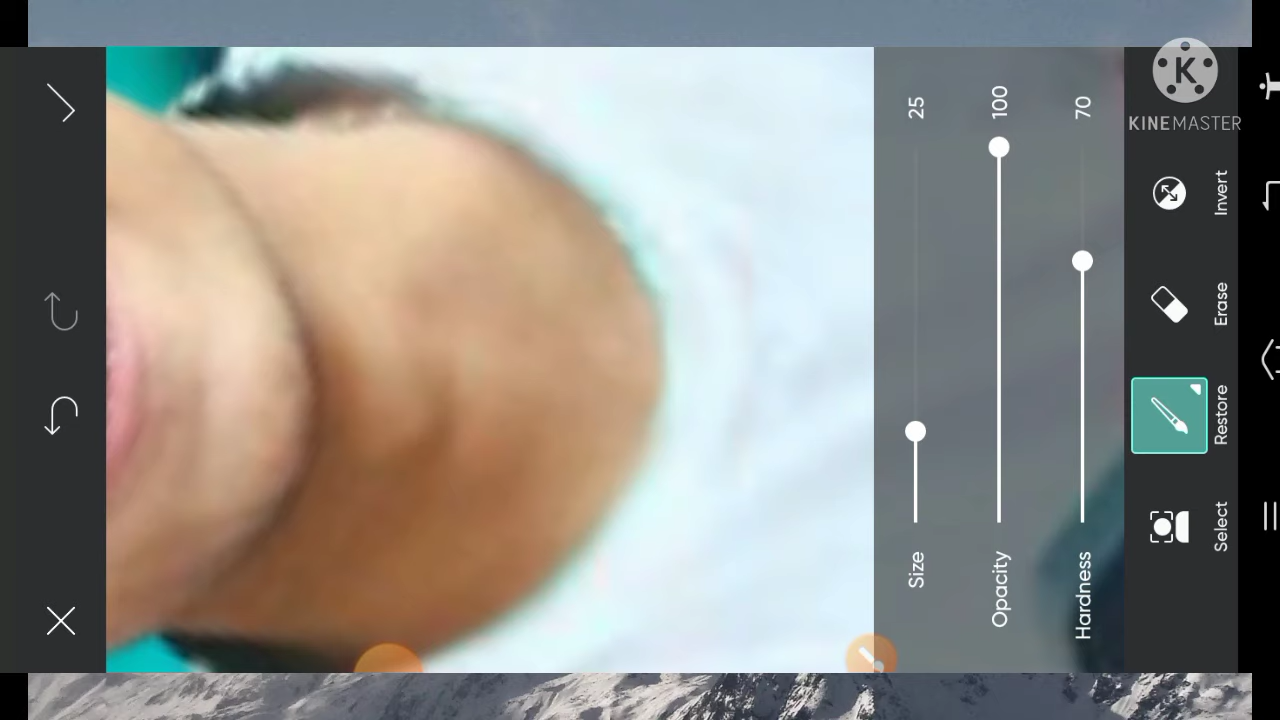 KINEMASTER
Size
25
Opacity
100
Hardness
70
Invert
Erase
Restore
Select